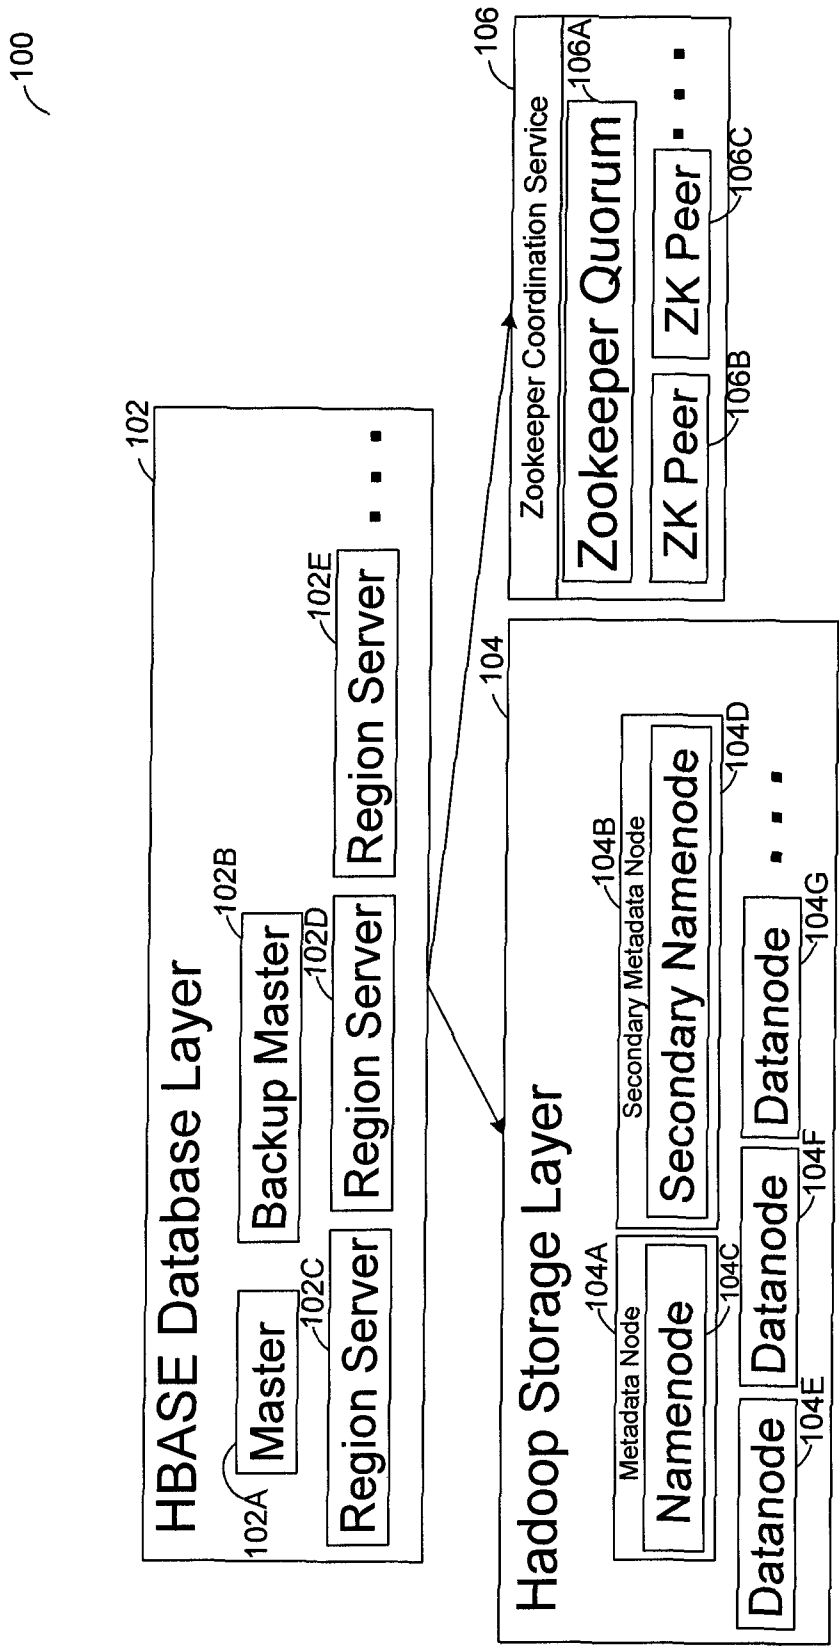 100
HBASE Database Layer
102
Master
102A
Backup Master
102B
Region Server
102C
Region Server
102D
Region Server
102E
. . .
Hadoop Storage Layer
104
Metadata Node
104A
Namenode
104C
Secondary Metadata Node
104B
Secondary Namenode
104D
Datanode
104E
Datanode
104F
Datanode
104G
. . .
Zookeeper Coordination Service
106
Zookeeper Quorum
106A
ZK Peer
106B
ZK Peer
106C
. . .